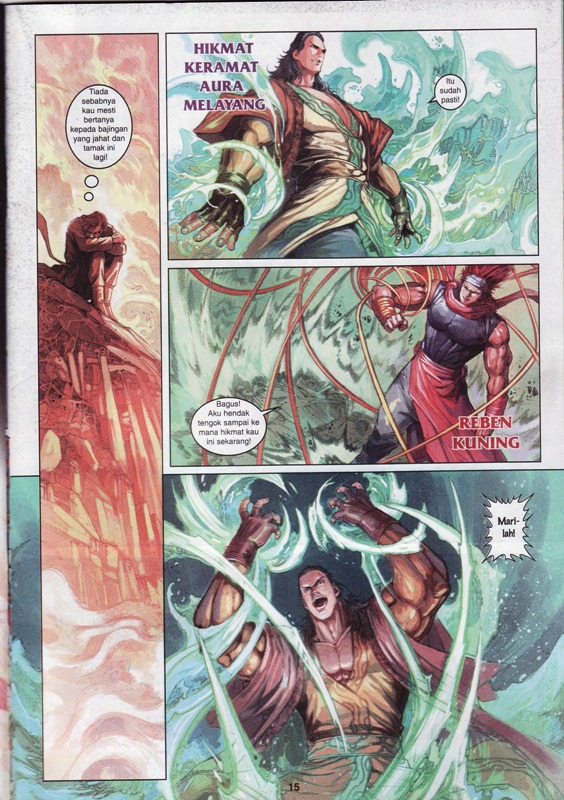 Tiada
sebabnya
kau mesti
bertanya
kepada bajingan
yang jahat dan
tamak ini
lagi!
HIKMAT
KERAMAT
AURA
MELAYANG
Itu
sudah
pasti!
Bagus!
Aku hendak
tengok sampai ke
mana hikmat kau
ini sekarang!
REBEN
KUNING
Mari-
lah!
15